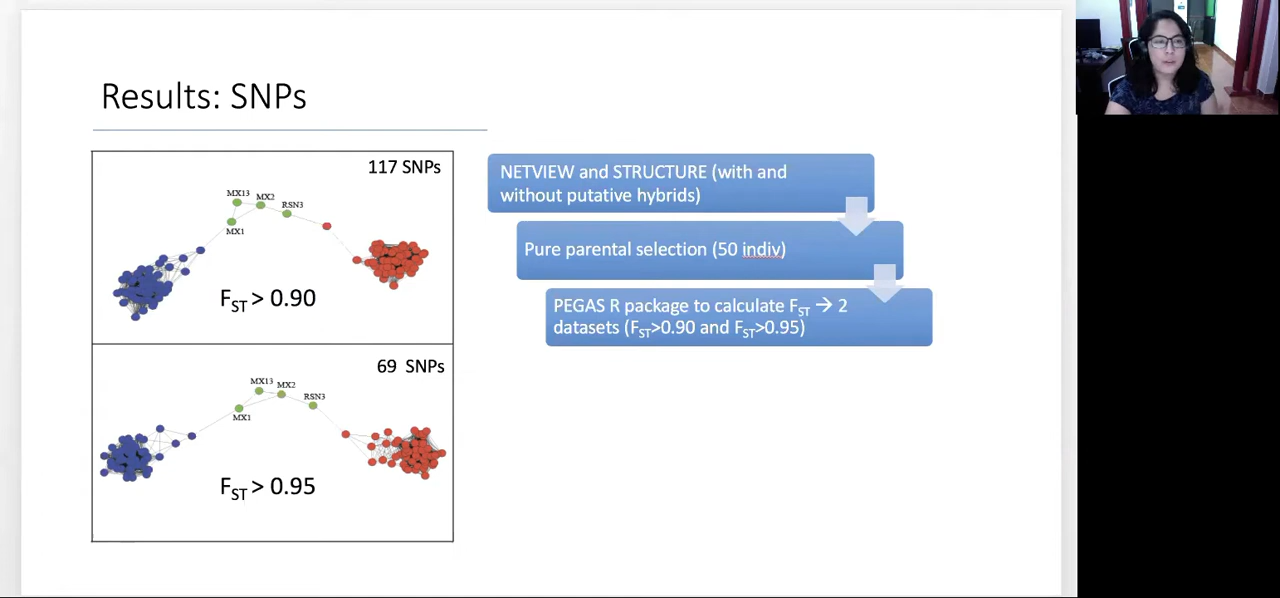 Results: SNPs
117 SNPs
MX13
MX2
RSN3
MX1
FST > 0.90
69 SNPs
MX13
MX2
RSN3
MX1
FST > 0.95
NETVIEW and STRUCTURE (with and
without putative hybrids)
Pure parental selection (50 indiv)
PEGAS R package to calculate FST → 2
datasets (FST>0.90 and FST>0.95)